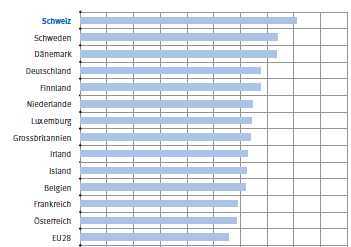 Schweiz
Schweden
Dänemark
Deutschland
Finnland
Niederlande
Luxemburg
Grossbritannien
Irland
Island
Belgien
Frankreich
Österreich
EU28